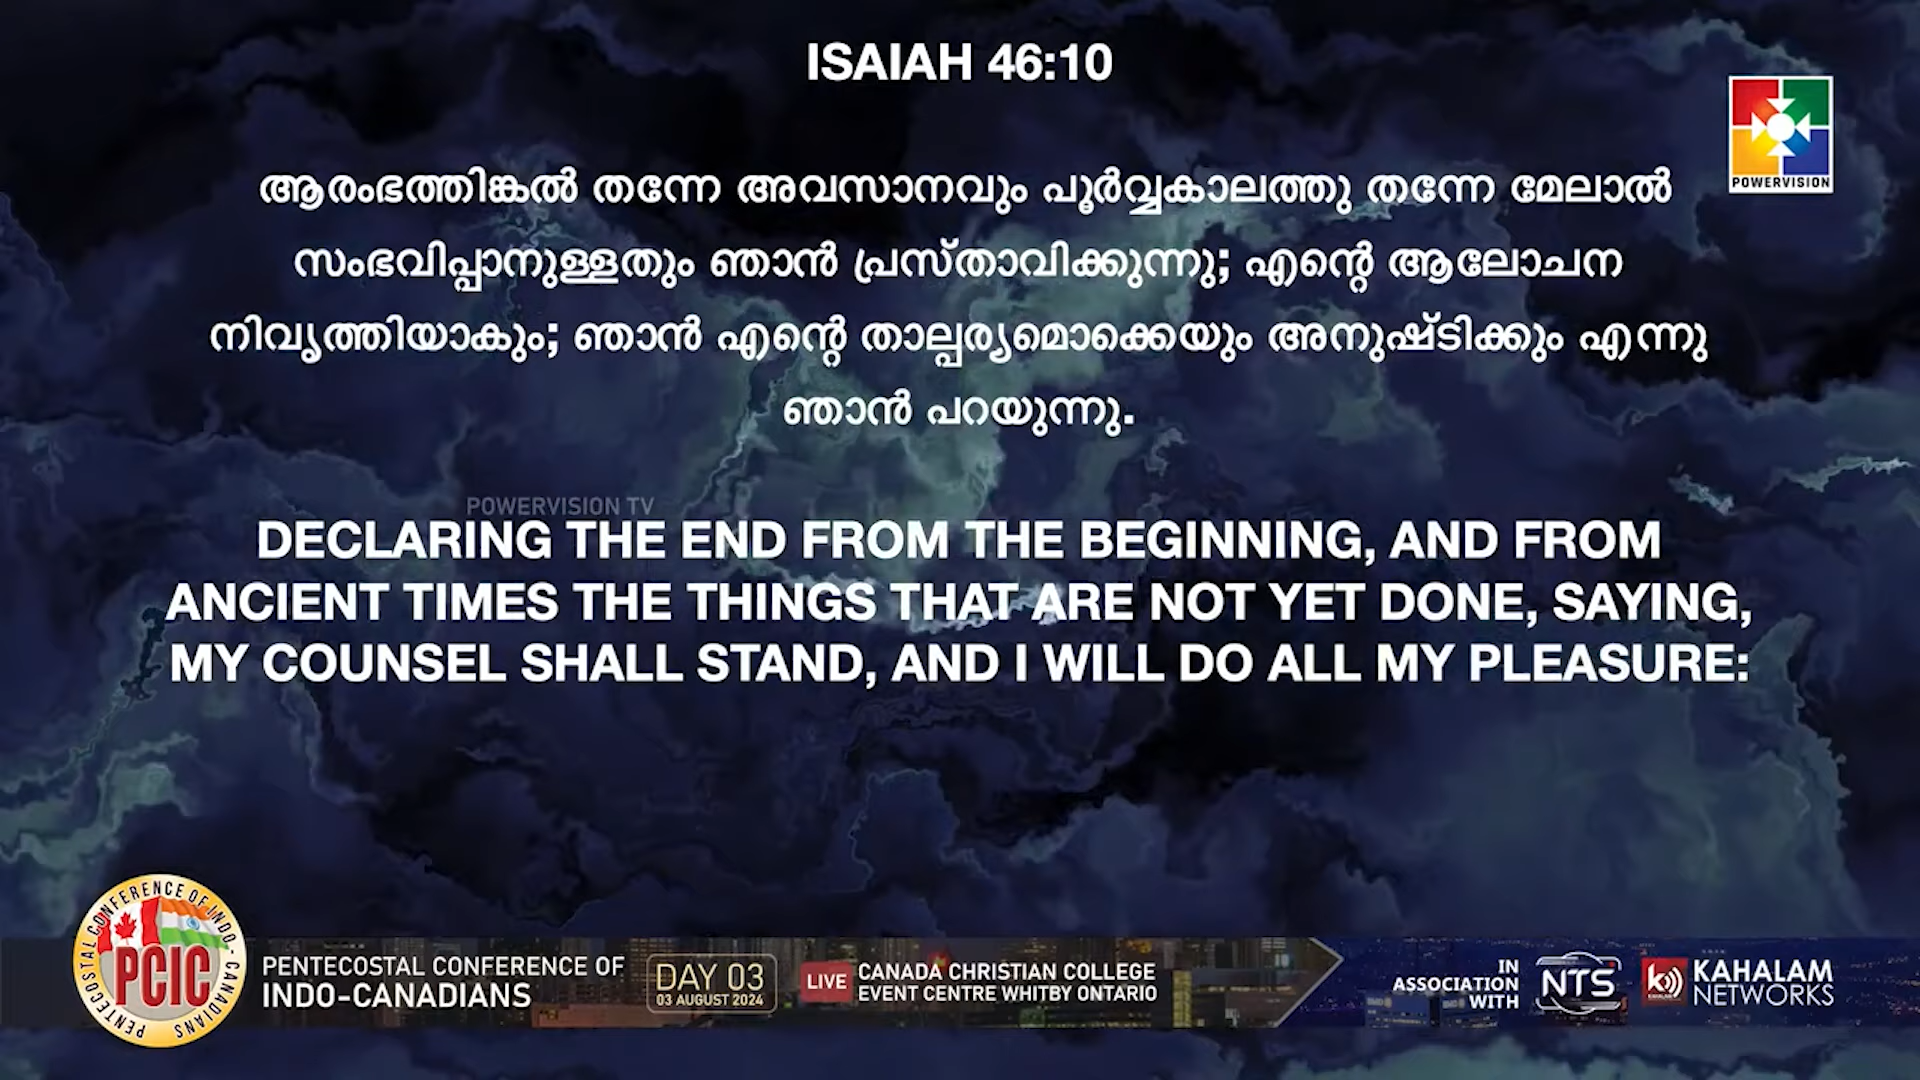 ISAIAH 46:10
POWERVISION
ആരംഭത്തിങ്കൽ തന്നേ അവസാനവും പൂർവ്വകാലത്തു തന്നേ മേലാൽ
സംഭവിപ്പാനുള്ളതും ഞാൻ പ്രസ്താവിക്കുന്നു; എന്റെ ആലോചന
നിവൃത്തിയാകും; ഞാൻ എന്റെ താല്പര്യമൊക്കെയും അനുഷ്ടിക്കും എന്നു
ഞാൻ പറയുന്നു.
POWERVISION TV
DECLARING THE END FROM THE BEGINNING, AND FROM
ANCIENT TIMES THE THINGS THAT ARE NOT YET DONE, SAYING,
MY COUNSEL SHALL STAND, AND I WILL DO ALL MY PLEASURE:
PENTECOSTAL CONFERENCE OF INDO-CANADIANS
PCIC
PENTECOSTAL CONFERENCE OF
INDO-CANADIANS
DAY 03
03 AUGUST 2024
LIVE
CANADA CHRISTIAN COLLEGE
EVENT CENTRE WHITBY ONTARIO
IN
ASSOCIATION
WITH
NTS
KAHALAM
NETWORKS